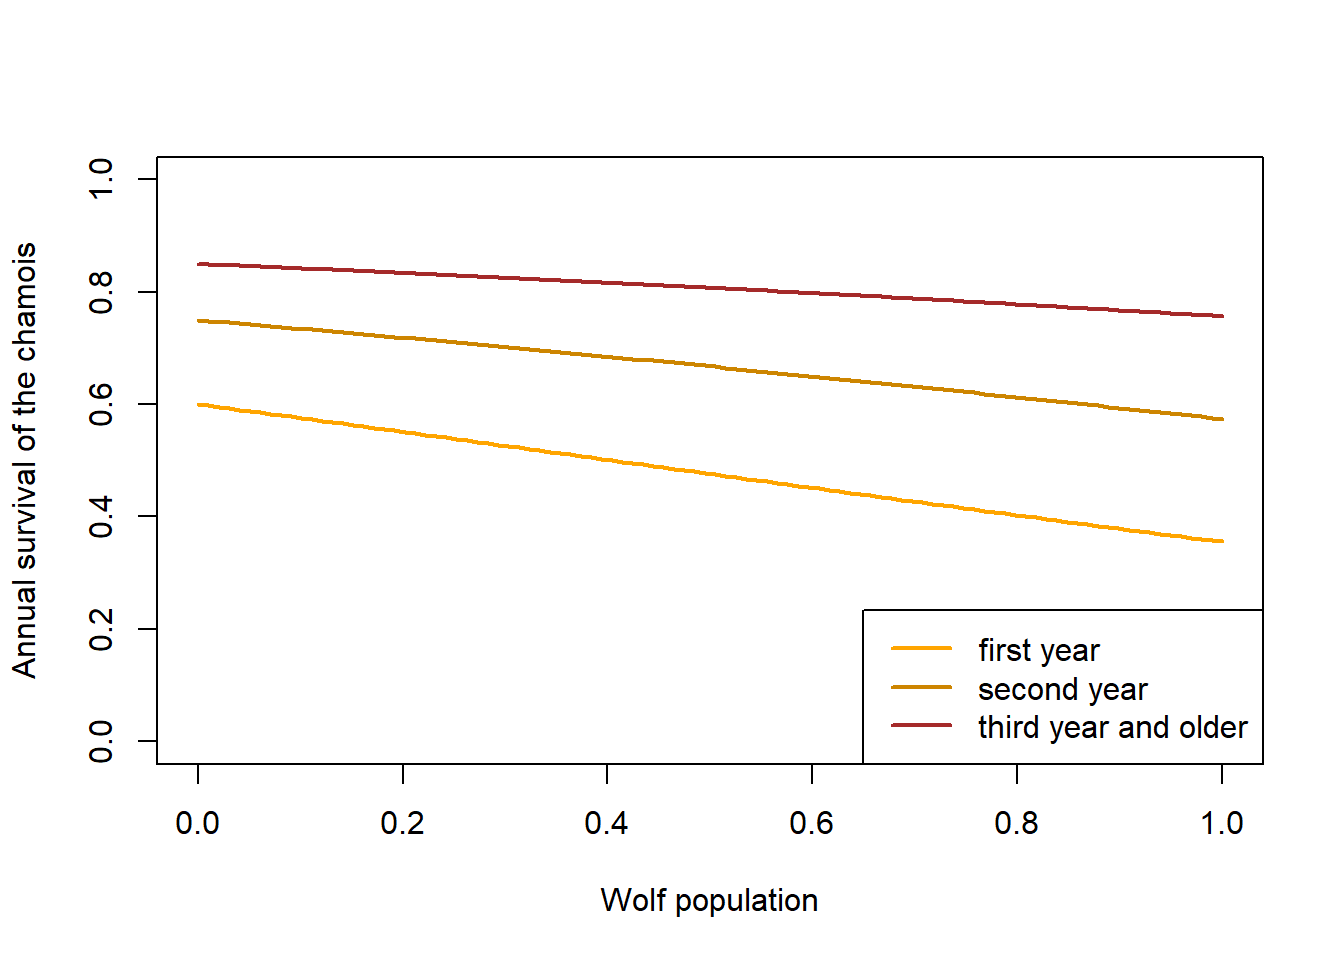 Annual survival of the chamois
1.0
0.8
0.6
0.4
0.2
0.0
first year
second year
third year and older
0.0 0.2 0.4 0.6 0.8 1.0
Wolf population